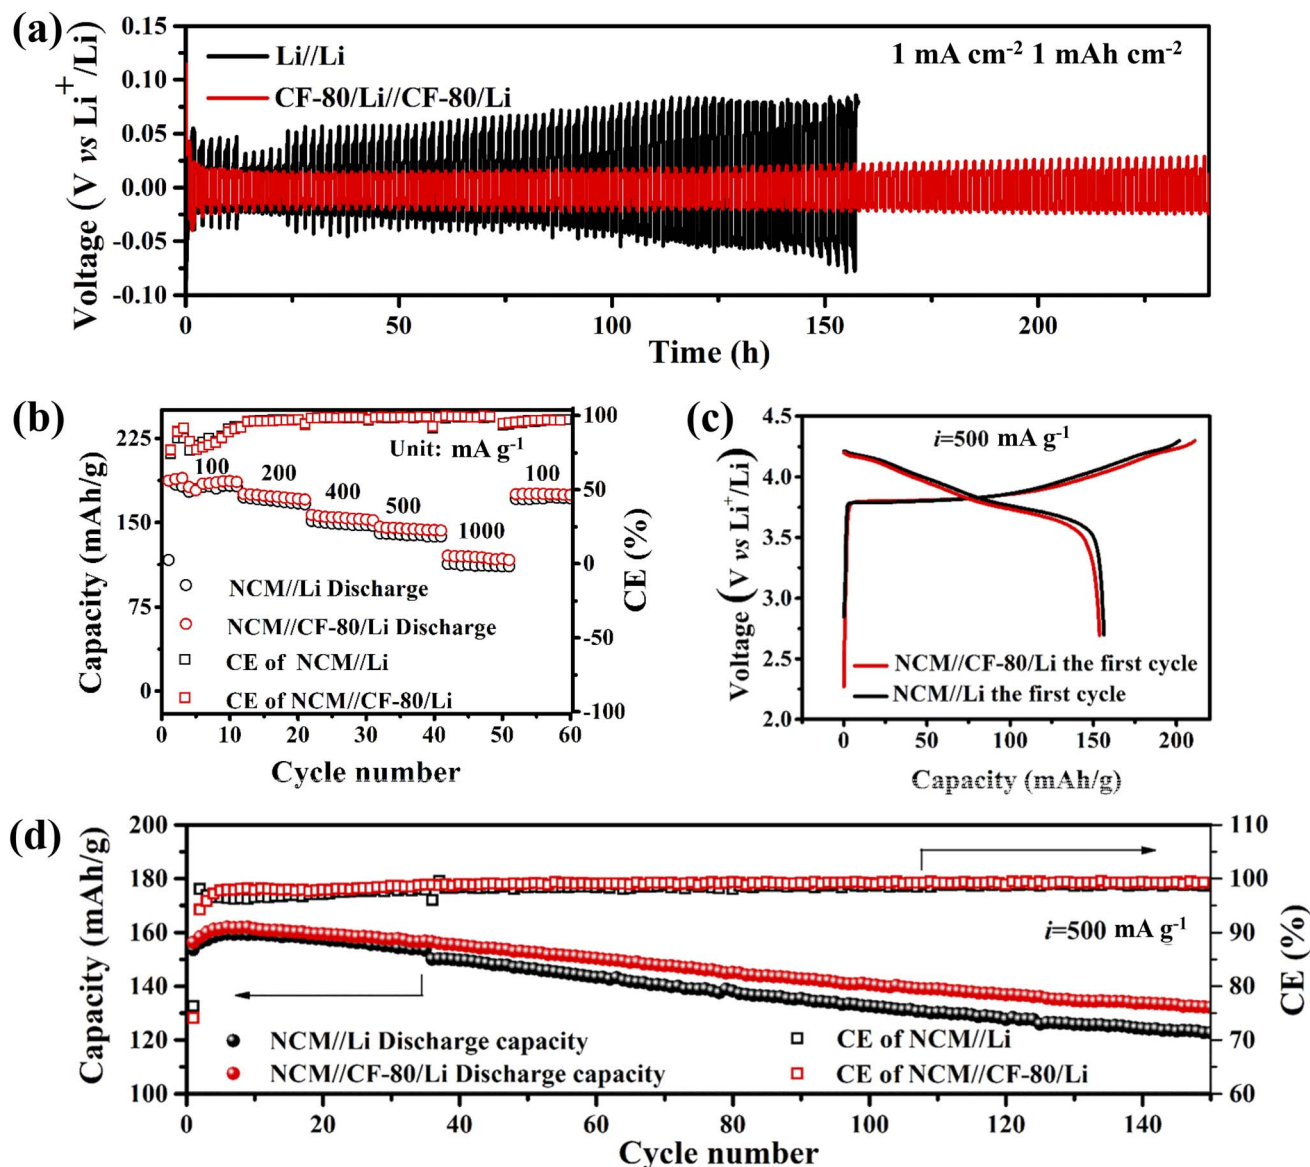 (a)
0.15
0.10
0.05
0.00
-0.05
-0.10
Voltage (V vs Li+/Li)
Li//Li
CF-80/Li//CF-80/Li
1 mA cm-2 1 mAh cm-2
0 50 100 150 200
Time (h)
(b)
225
150
75
0
Capacity (mAh/g)
100
50
0
-50
-100
CE (%)
Unit: mA g-1
100 200 400 500 1000 100
NCM//Li Discharge
NCM//CF-80/Li Discharge
CE of NCM//Li
CE of NCM//CF-80/Li
0 10 20 30 40 50 60
Cycle number
(c)
4.5
4.0
3.5
3.0
2.5
2.0
Voltage (V vs Li+/Li)
i=500 mA g-1
NCM//CF-80/Li the first cycle
NCM//Li the first cycle
0 50 100 150 200
Capacity (mAh/g)
(d)
200
180
160
140
120
100
Capacity (mAh/g)
110
100
90
80
70
60
CE (%)
i=500 mA g-1
NCM//Li Discharge capacity
NCM//CF-80/Li Discharge capacity
CE of NCM//Li
CE of NCM//CF-80/Li
0 20 40 60 80 100 120 140
Cycle number